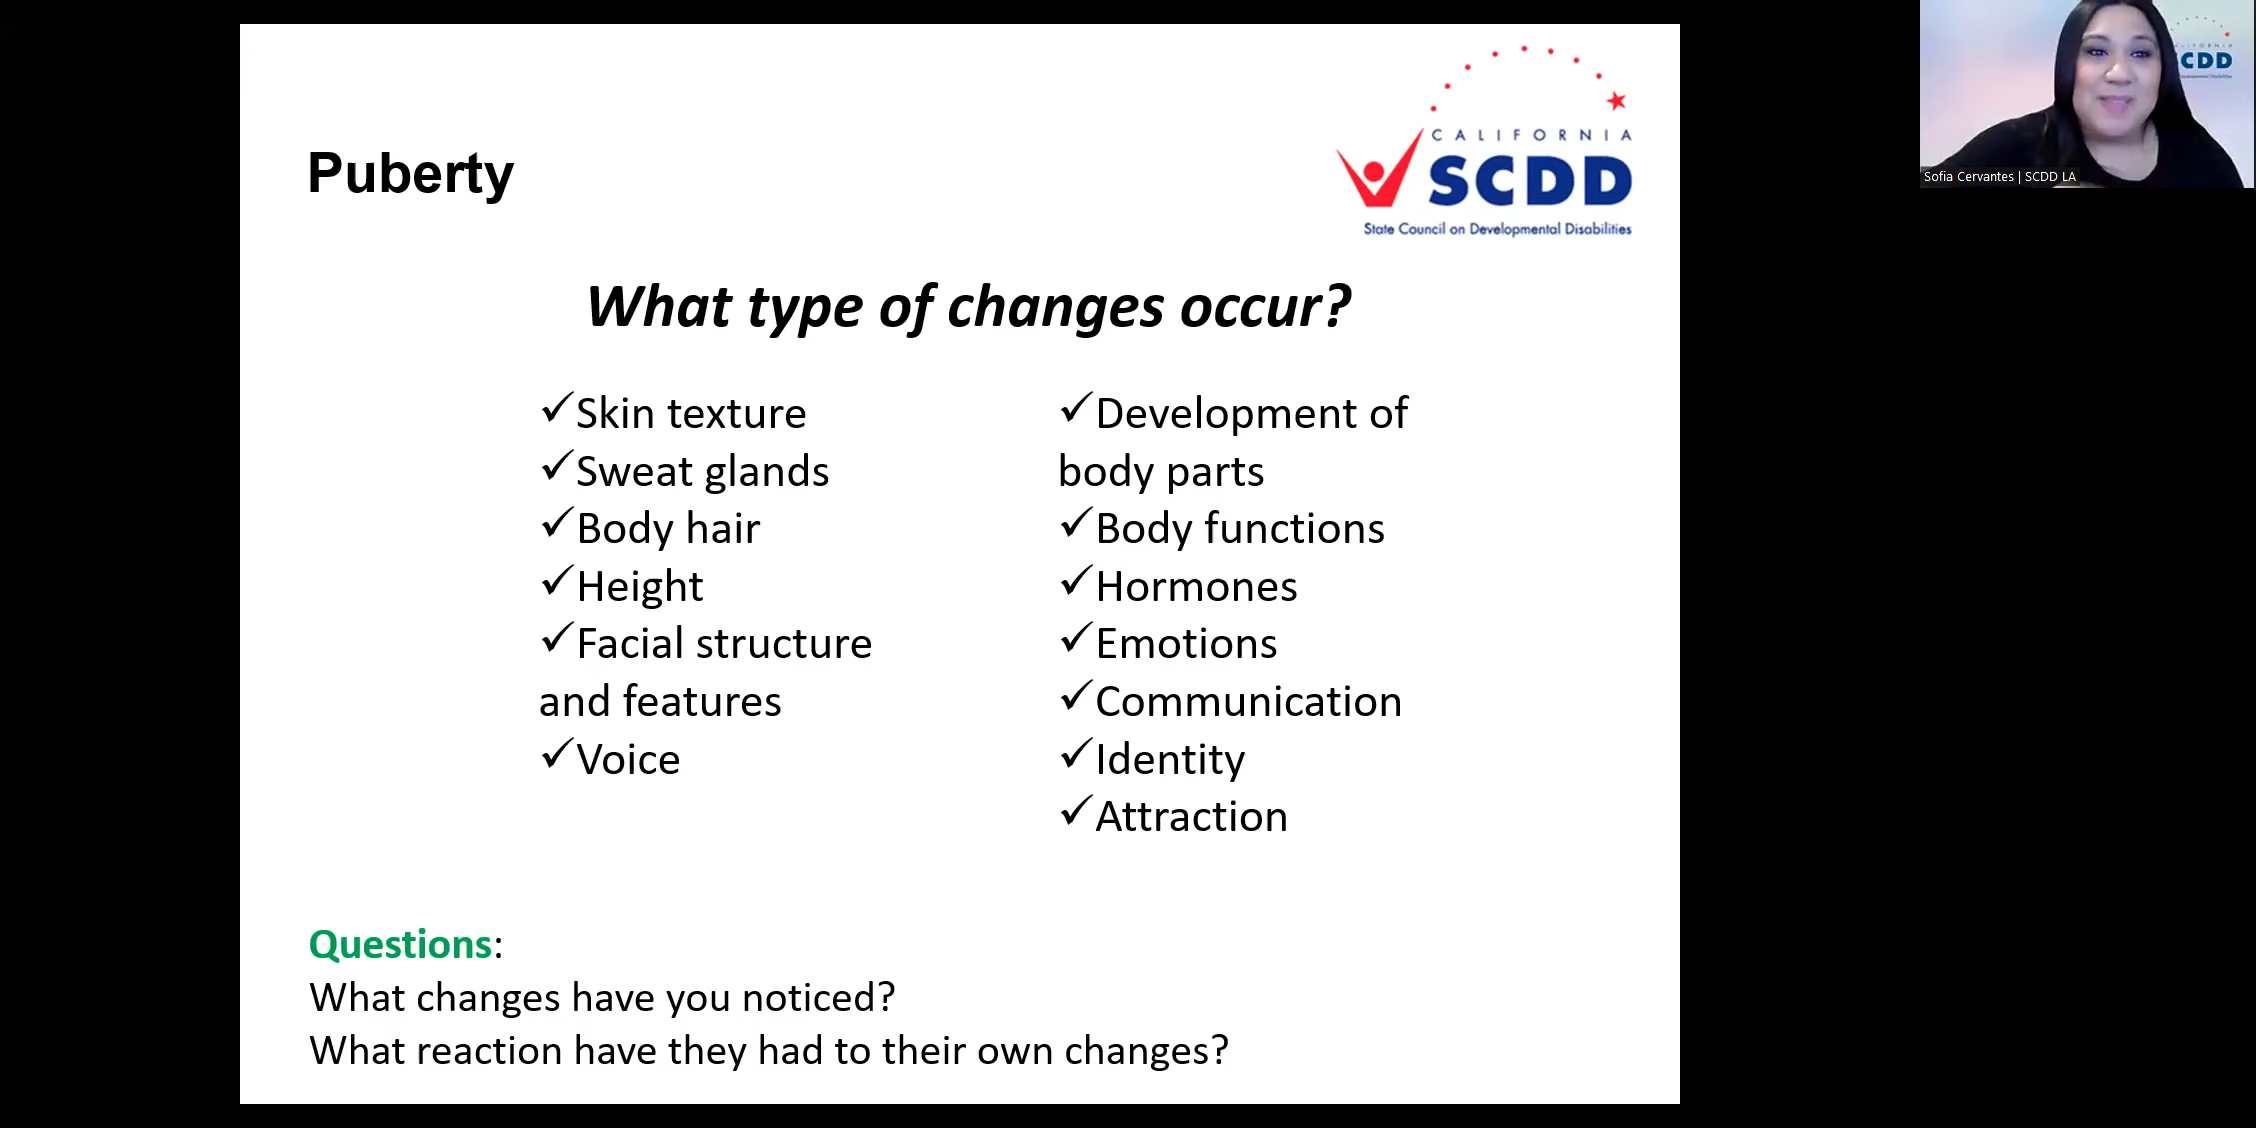 Puberty
CALIFORNIA
SCDD
State Council on Developmental Disabilities
What type of changes occur?
✓Skin texture
✓Sweat glands
✓Body hair
✓Height
✓Facial structure
and features
✓Voice
✓Development of
body parts
✓Body functions
✓Hormones
✓Emotions
✓Communication
✓Identity
✓Attraction
Questions:
What changes have you noticed?
What reaction have they had to their own changes?
CDD
Sofia Cervantes | SCDD LA